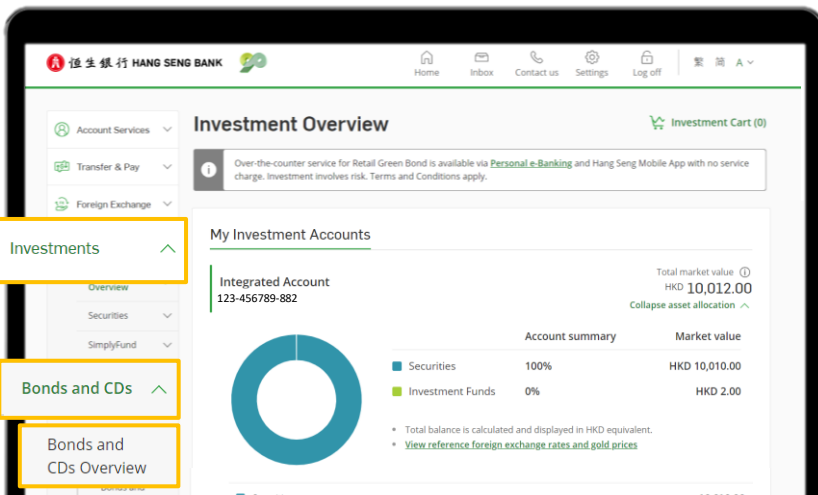 恒生銀行 HANG SENG BANK 90
Home
Inbox
Contact us
Settings
Log off
繁 简 A
Account Services
Transfer & Pay
Foreign Exchange
Investments
Overview
Securities
SimplyFund
Bonds and CDs
Bonds and
CDs Overview
Bonds and
Investment Overview
Investment Cart (0)
Over-the-counter service for Retail Green Bond is available via Personal e-Banking and Hang Seng Mobile App with no service
charge. Investment involves risk. Terms and Conditions apply.
My Investment Accounts
Integrated Account
123-456789-882
Total market value
HKD 10,012.00
Collapse asset allocation
Account summary
Market value
Securities 100% HKD 10,010.00
Investment Funds 0% HKD 2.00
Total balance is calculated and displayed in HKD equivalent.
View reference foreign exchange rates and gold prices